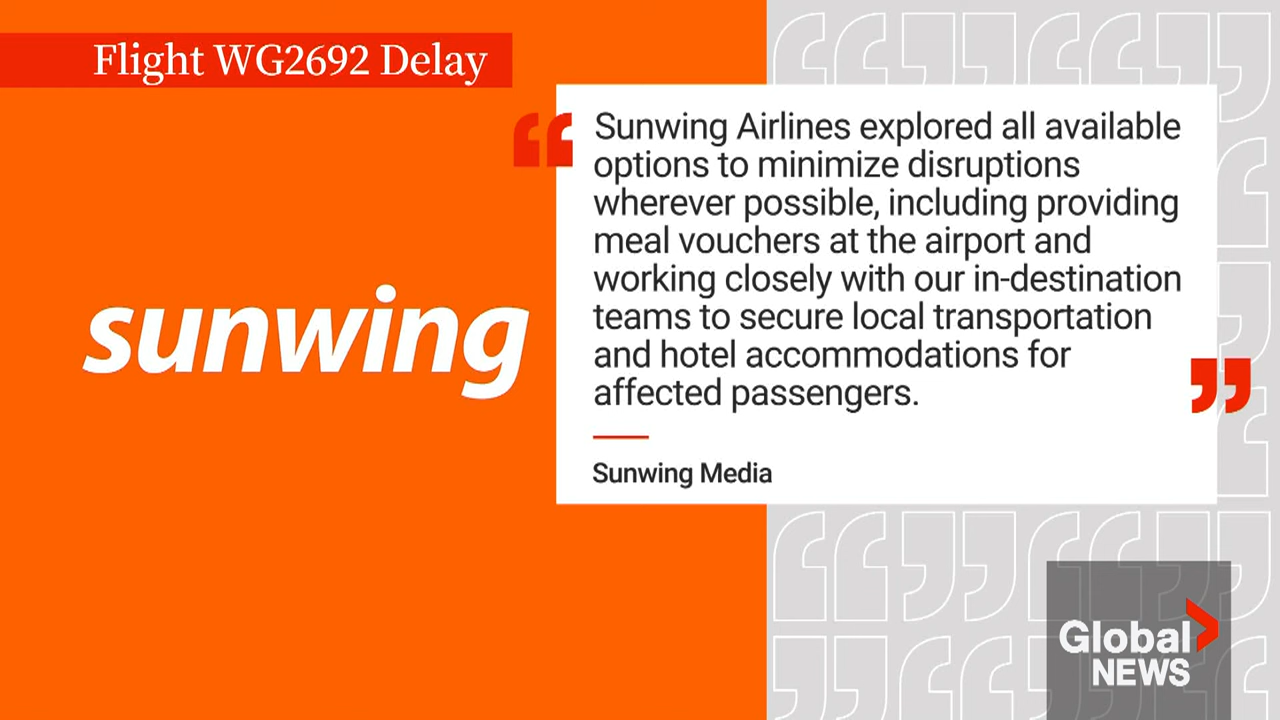 Flight WG2692 Delay
sunwing
Sunwing Airlines explored all available
options to minimize disruptions
wherever possible, including providing
meal vouchers at the airport and
working closely with our in-destination
teams to secure local transportation
and hotel accommodations for
affected passengers.
Sunwing Media
Global
NEWS